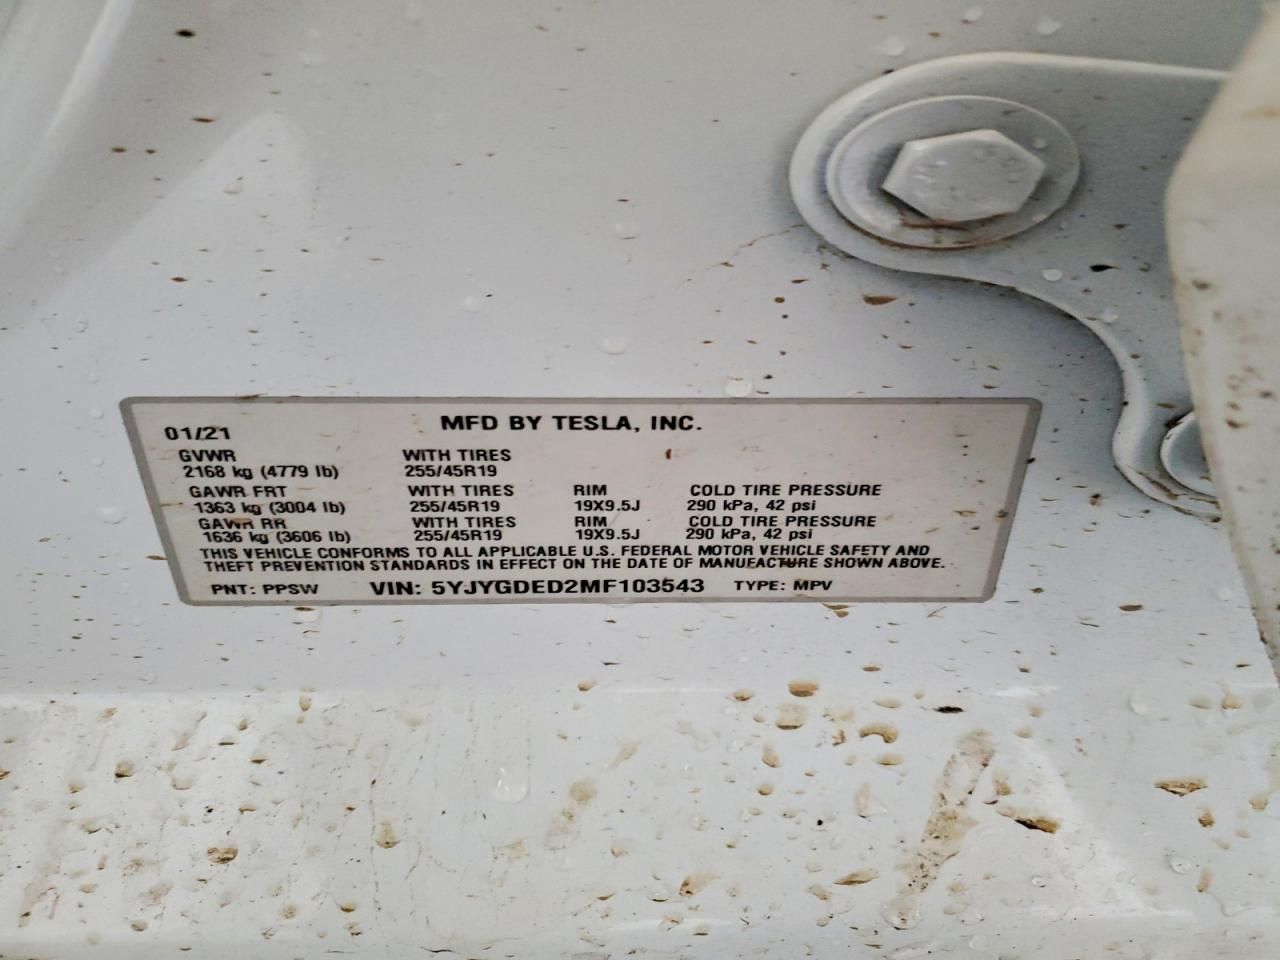 MFD BY TESLA, INC.
01/21
GVWR WITH TIRES
2168 kg (4779 lb) 255/45R19
GAWR FRT WITH TIRES RIM COLD TIRE PRESSURE
1363 kg (3004 lb) 255/45R19 19X9.5J 290 kPa, 42 psi
GAWR RR WITH TIRES RIM COLD TIRE PRESSURE
1636 kg (3606 lb) 255/45R19 19X9.5J 290 kPa, 42 psi
THIS VEHICLE CONFORMS TO ALL APPLICABLE U.S. FEDERAL MOTOR VEHICLE SAFETY AND
THEFT PREVENTION STANDARDS IN EFFECT ON THE DATE OF MANUFACTURE SHOWN ABOVE.
PNT: PPSW VIN: 5YJYGDED2MF103543 TYPE: MPV